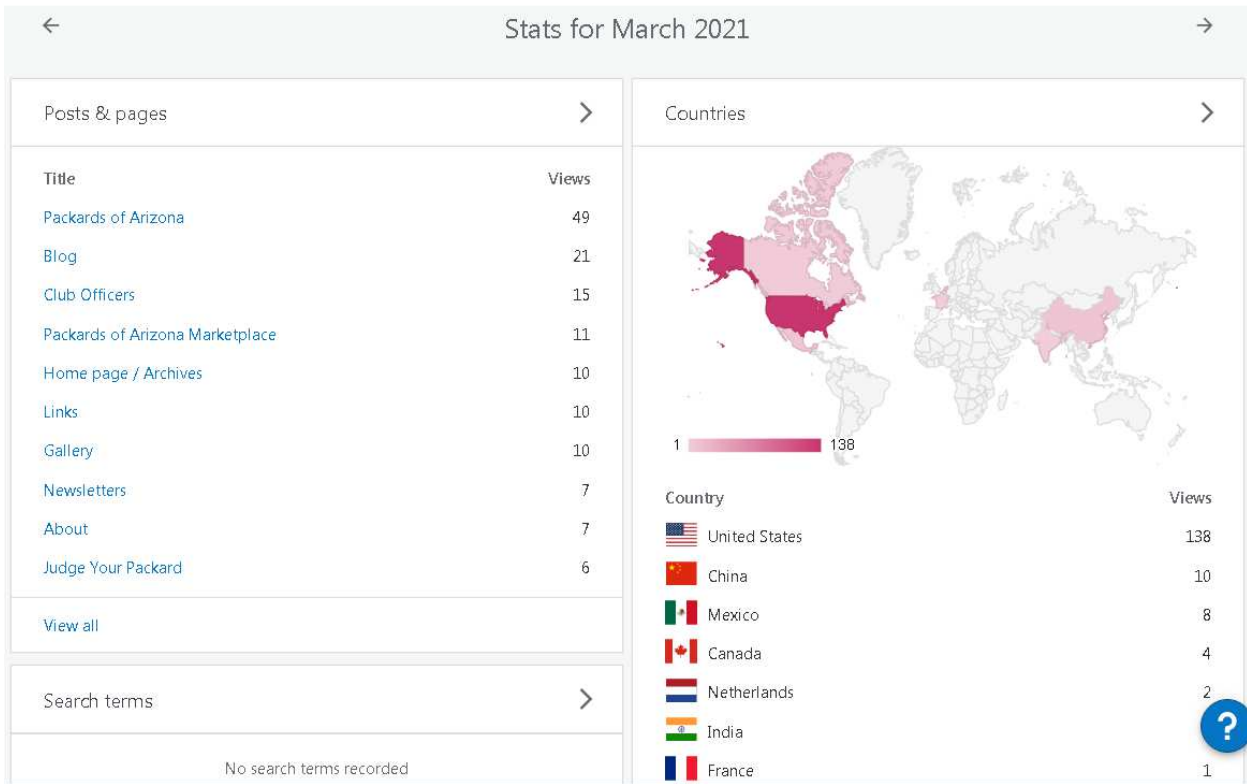 Stats for March 2021
Posts & pages
Title Views
Packards of Arizona 49
Blog 21
Club Officers 15
Packards of Arizona Marketplace 11
Home page / Archives 10
Links 10
Gallery 10
Newsletters 7
About 7
Judge Your Packard 6
View all
Search terms
No search terms recorded
Countries
1 138
Country Views
United States 138
China 10
Mexico 8
Canada 4
Netherlands 2
India
France 1
?